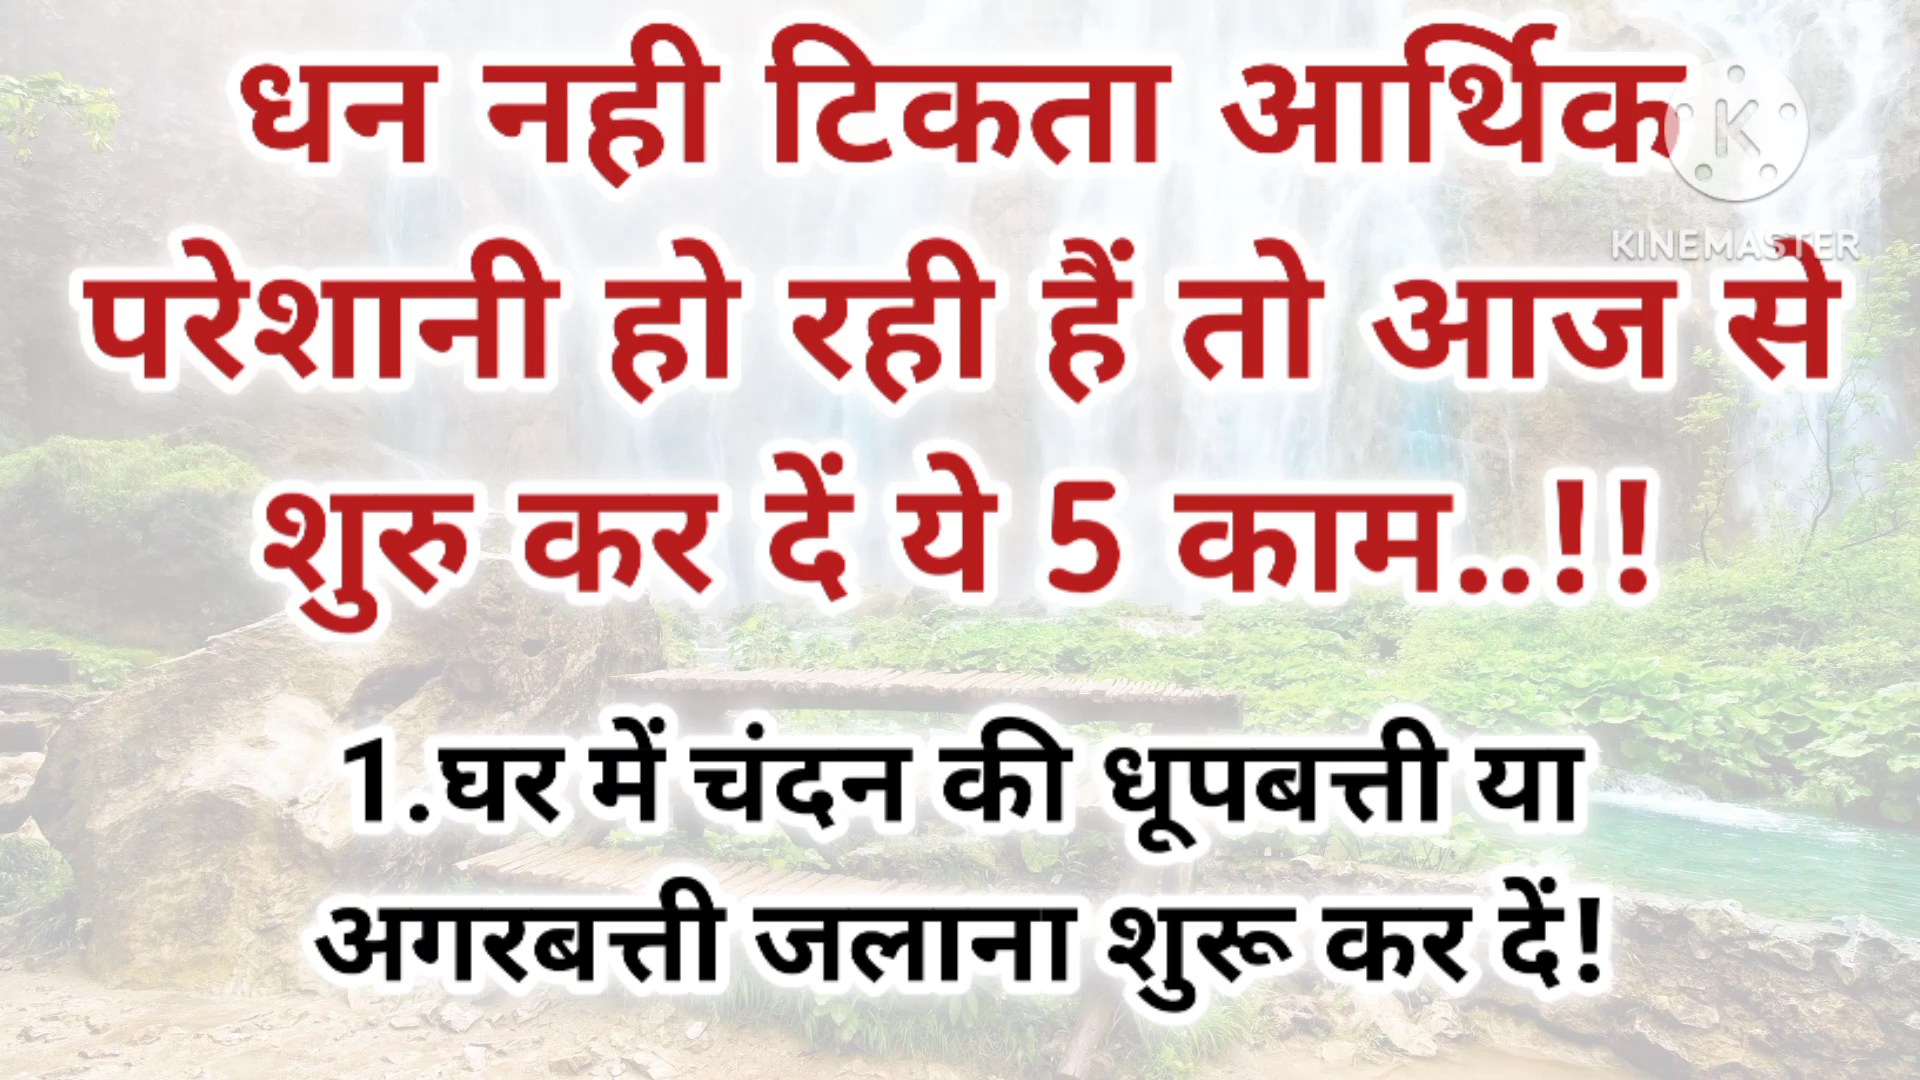 धन नही टिकता आर्थिक
परेशानी हो रही हैं तो आज से
शुरु कर दें ये 5 काम..!!
1.घर में चंदन की धूपबत्ती या
अगरबत्ती जलाना शुरू कर दें!
K
KINEMASTER